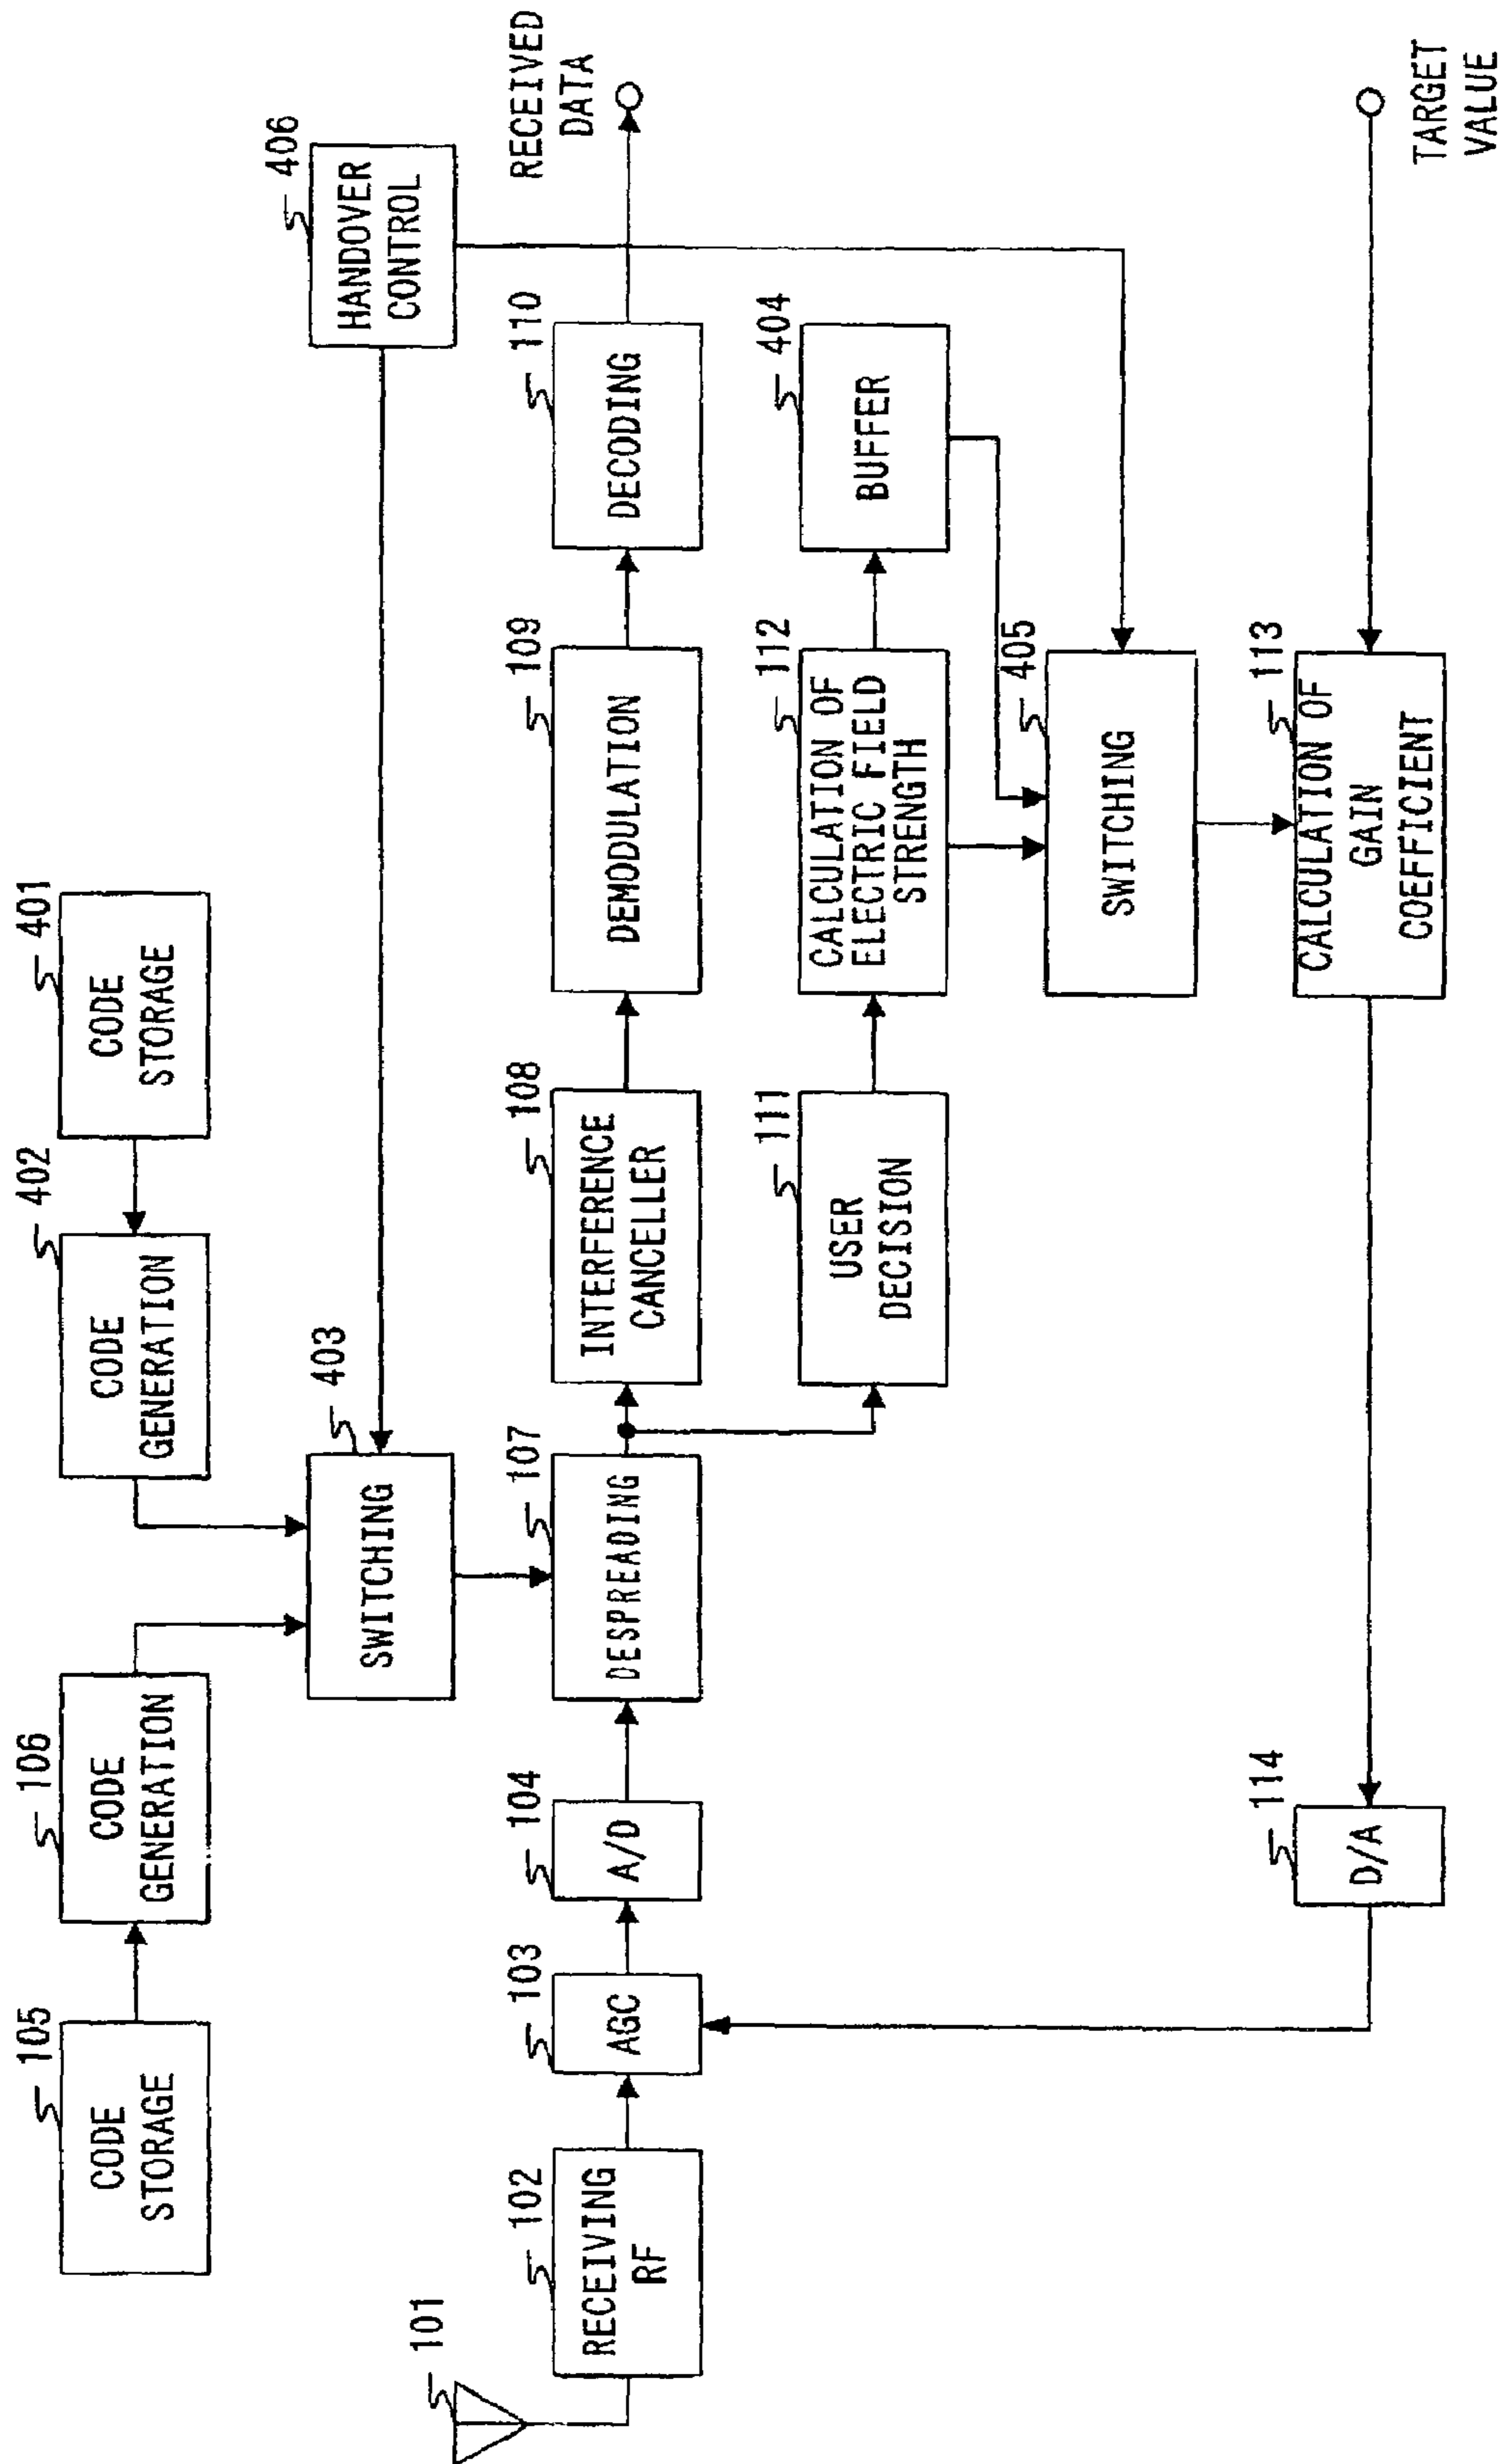 105
CODE
STORAGE
106
CODE
GENERATION
402
CODE
GENERATION
401
CODE
STORAGE
403
SWITCHING
406
HANDOVER
CONTROL
101
102
RECEIVING
RF
103
AGC
104
A/D
107
DESPREADING
108
INTERFERENCE
CANCELLER
109
DEMODULATION
110
DECODING
RECEIVED
DATA
111
USER
DECISION
112
CALCULATION OF
ELECTRIC FIELD
STRENGTH
404
BUFFER
405
SWITCHING
114
D/A
113
CALCULATION OF
GAIN
COEFFICIENT
TARGET
VALUE